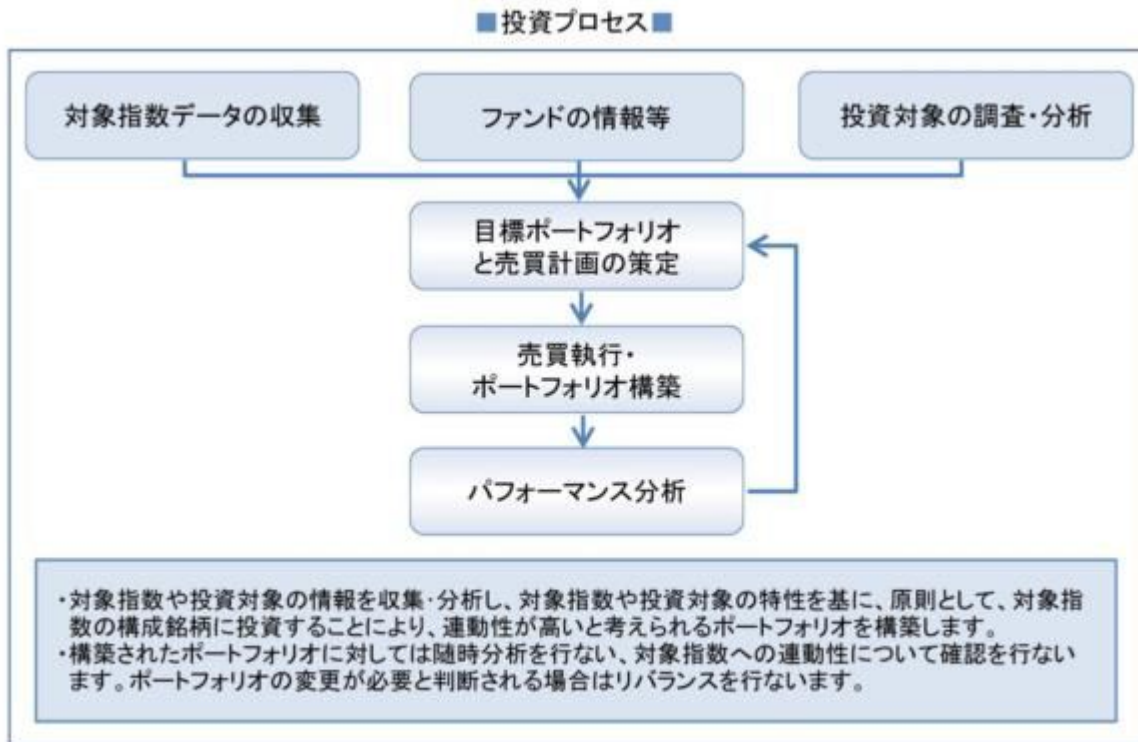 ■投資プロセス■
対象指数データの収集
ファンドの情報等
投資対象の調査・分析
目標ポートフォリオ
と売買計画の策定
売買執行・
ポートフォリオ構築
パフォーマンス分析
・対象指数や投資対象の情報を収集・分析し、対象指数や投資対象の特性を基に、原則として、対象指
数の構成銘柄に投資することにより、連動性が高いと考えられるポートフォリオを構築します。
・構築されたポートフォリオに対しては随時分析を行ない、対象指数への連動性について確認を行ない
ます。ポートフォリオの変更が必要と判断される場合はリバランスを行ないます。